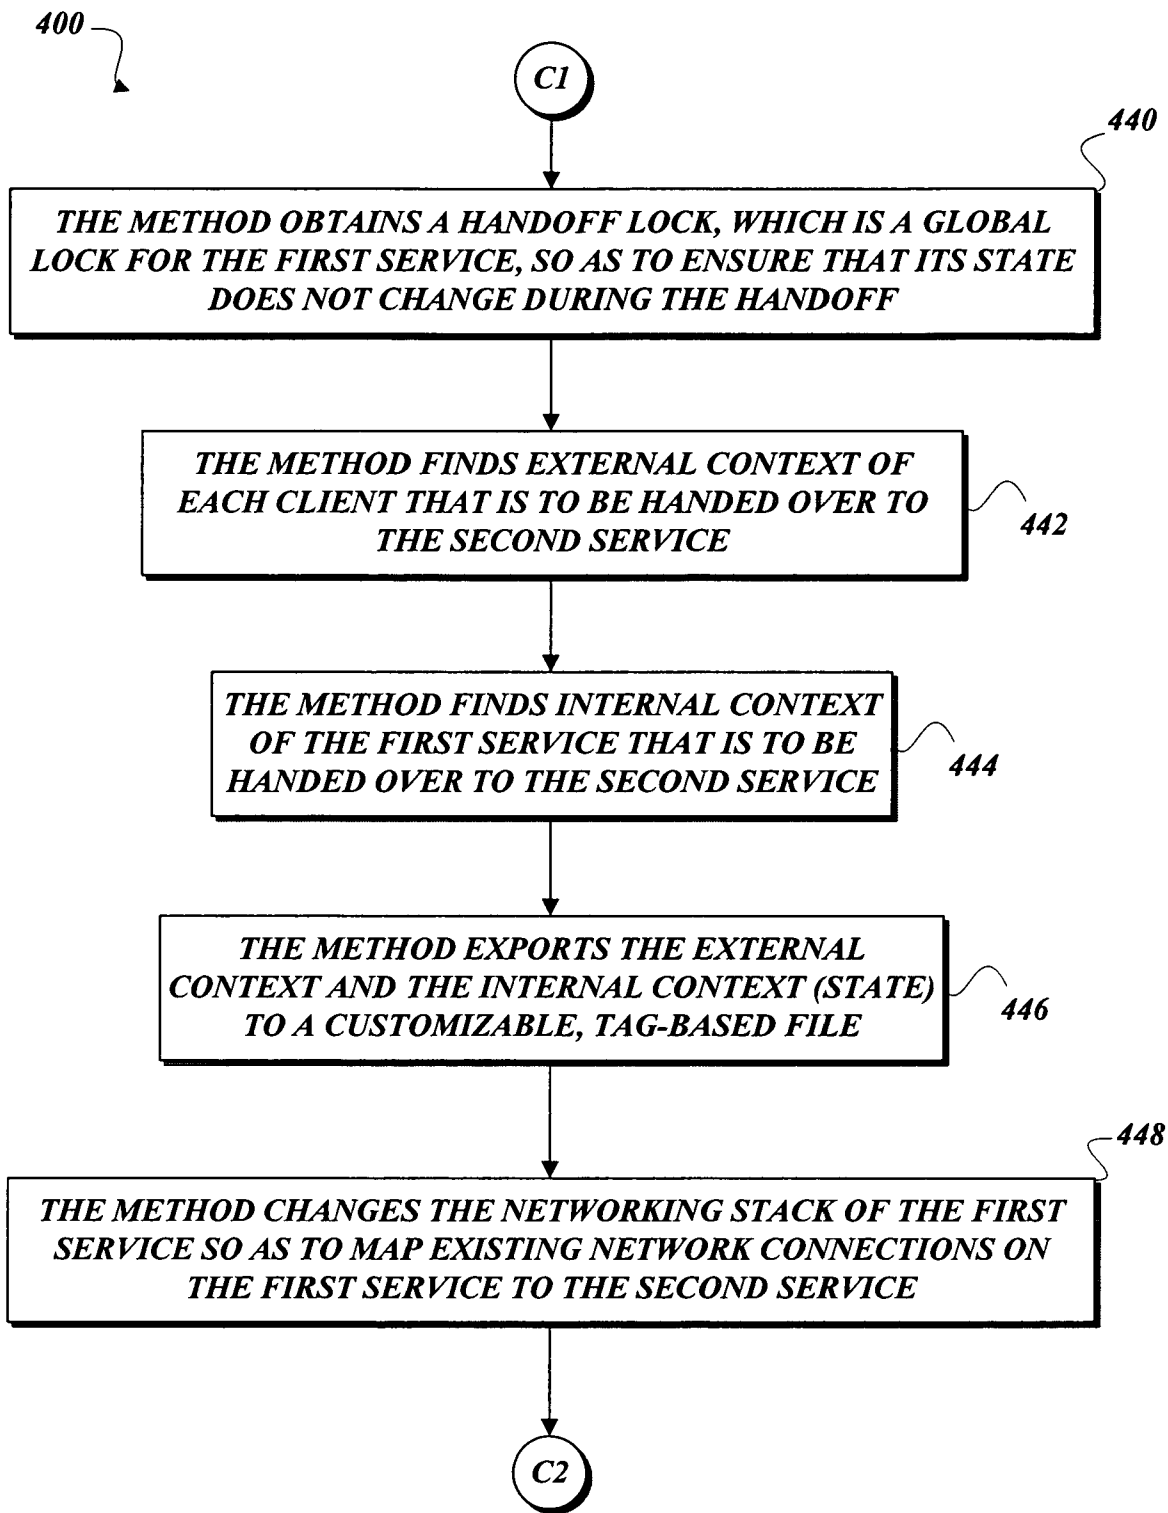 400
C1
440
THE METHOD OBTAINS A HANDOFF LOCK, WHICH IS A GLOBAL
LOCK FOR THE FIRST SERVICE, SO AS TO ENSURE THAT ITS STATE
DOES NOT CHANGE DURING THE HANDOFF
THE METHOD FINDS EXTERNAL CONTEXT OF
EACH CLIENT THAT IS TO BE HANDED OVER TO
THE SECOND SERVICE
442
THE METHOD FINDS INTERNAL CONTEXT
OF THE FIRST SERVICE THAT IS TO BE
HANDED OVER TO THE SECOND SERVICE
444
THE METHOD EXPORTS THE EXTERNAL
CONTEXT AND THE INTERNAL CONTEXT (STATE)
TO A CUSTOMIZABLE, TAG-BASED FILE
446
448
THE METHOD CHANGES THE NETWORKING STACK OF THE FIRST
SERVICE SO AS TO MAP EXISTING NETWORK CONNECTIONS ON
THE FIRST SERVICE TO THE SECOND SERVICE
C2